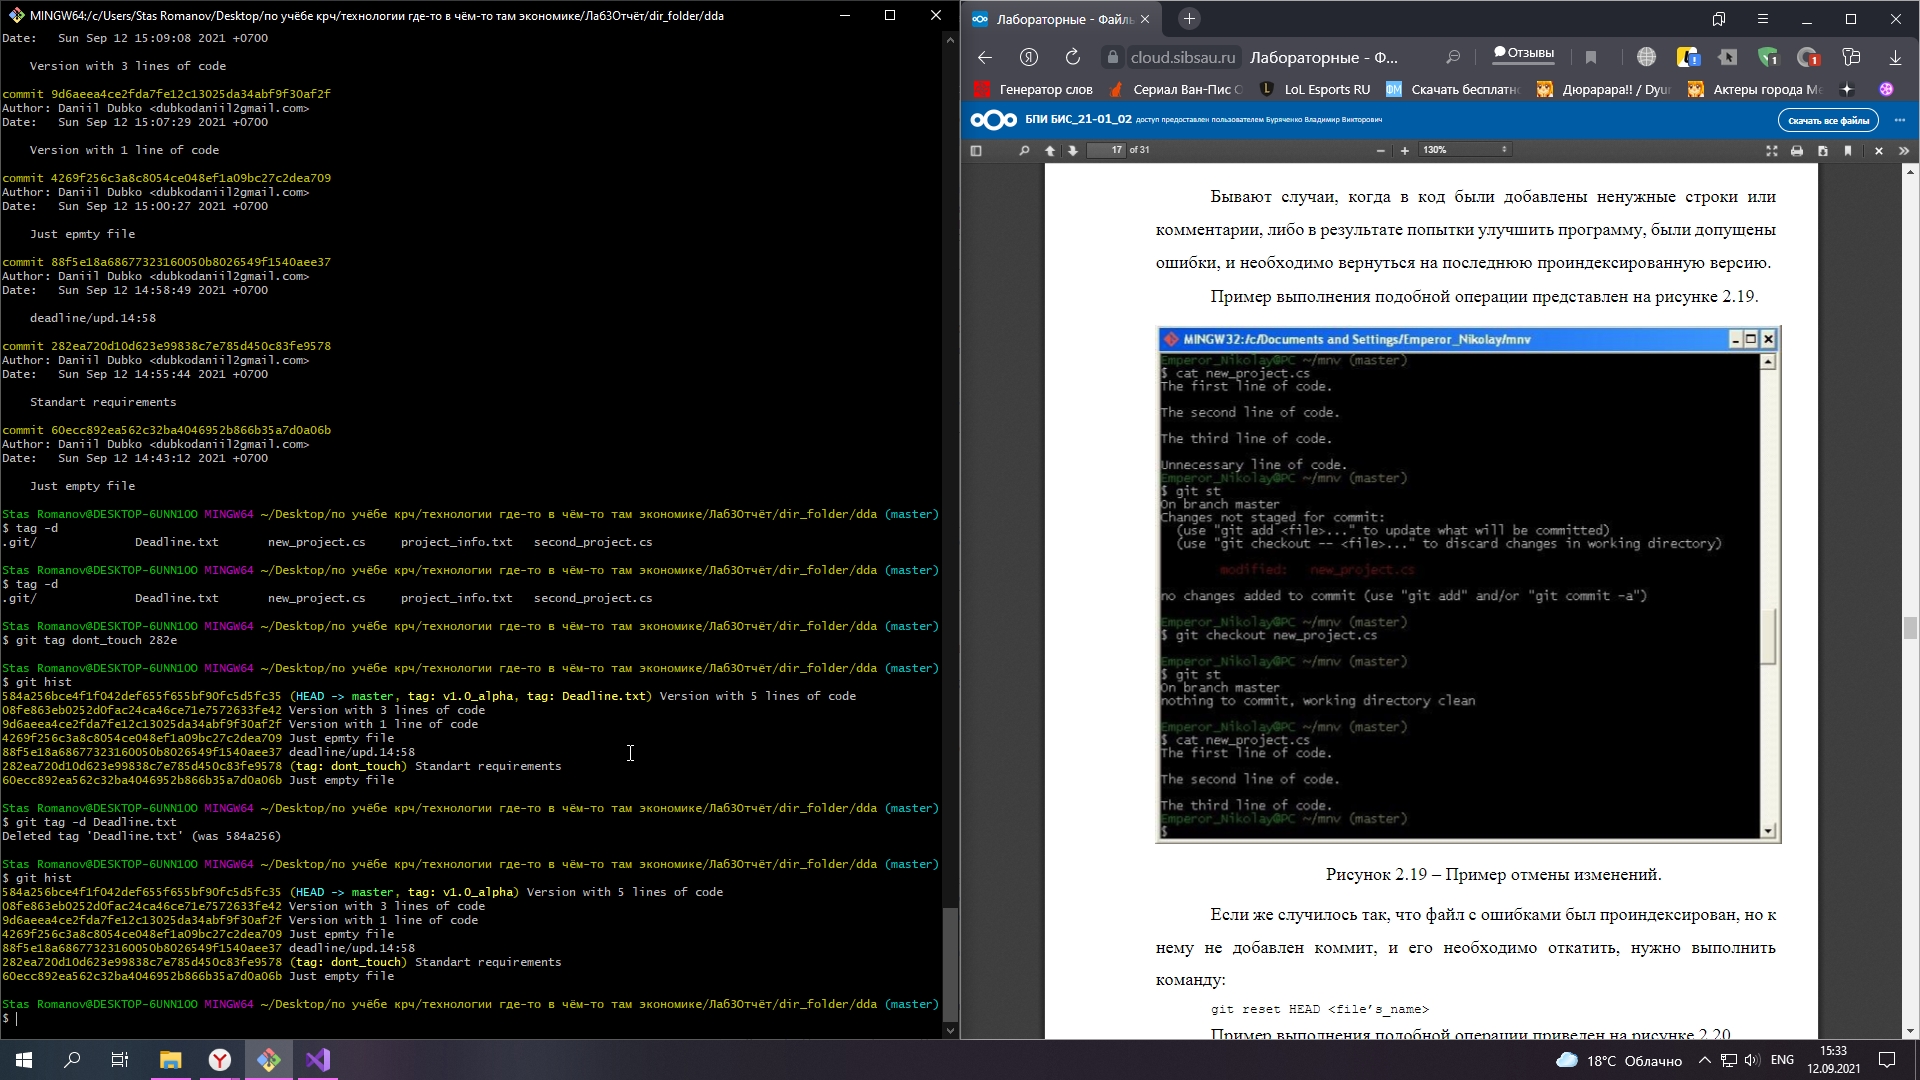 MINGW64:/c/Users/Stas Romanov/Desktop/по учёбе крч/технологии где-то в чём-то там экономике/Лаб3Отчёт/dir_folder/dda
Date:   Sun Sep 12 15:09:08 2021 +0700
Version with 3 lines of code
commit 9d6aeea4ce2fda7fe12c13025da34abf9f30af2f
Author: Daniil Dubko <dubkodaniil2gmail.com>
Date:   Sun Sep 12 15:07:29 2021 +0700
Version with 1 line of code
commit 4269f256c3a8c8054ce048ef1a09bc27c2dea709
Author: Daniil Dubko <dubkodaniil2gmail.com>
Date:   Sun Sep 12 15:00:27 2021 +0700
Just epmty file
commit 88f5e18a68677323160050b8026549f1540aee37
Author: Daniil Dubko <dubkodaniil2gmail.com>
Date:   Sun Sep 12 14:58:49 2021 +0700
deadline/upd.14:58
commit 282ea720d10d623e99838c7e785d450c83fe9578
Author: Daniil Dubko <dubkodaniil2gmail.com>
Date:   Sun Sep 12 14:55:44 2021 +0700
Standart requirements
commit 60ecc892ea562c32ba4046952b866b35a7d0a06b
Author: Daniil Dubko <dubkodaniil2gmail.com>
Date:   Sun Sep 12 14:43:12 2021 +0700
Just empty file
Stas Romanov@DESKTOP-6UNN1OO MINGW64 ~/Desktop/по учёбе крч/технологии где-то в чём-то там экономике/Лаб3Отчёт/dir_folder/dda (master)
$ tag -d
.git/ Deadline.txt new_project.cs project_info.txt second_project.cs
Stas Romanov@DESKTOP-6UNN1OO MINGW64 ~/Desktop/по учёбе крч/технологии где-то в чём-то там экономике/Лаб3Отчёт/dir_folder/dda (master)
$ tag -d
.git/ Deadline.txt new_project.cs project_info.txt second_project.cs
Stas Romanov@DESKTOP-6UNN1OO MINGW64 ~/Desktop/по учёбе крч/технологии где-то в чём-то там экономике/Лаб3Отчёт/dir_folder/dda (master)
$ git tag dont_touch 282e
Stas Romanov@DESKTOP-6UNN1OO MINGW64 ~/Desktop/по учёбе крч/технологии где-то в чём-то там экономике/Лаб3Отчёт/dir_folder/dda (master)
$ git hist
584a256bce4f1f042def655f655bf90fc5d5fc35 (HEAD -> master, tag: v1.0_alpha, tag: Deadline.txt) Version with 5 lines of code
08fe863eb0252d0fac24ca46ce71e7572633fe42 Version with 3 lines of code
9d6aeea4ce2fda7fe12c13025da34abf9f30af2f Version with 1 line of code
4269f256c3a8c8054ce048ef1a09bc27c2dea709 Just epmty file
88f5e18a68677323160050b8026549f1540aee37 deadline/upd.14:58
282ea720d10d623e99838c7e785d450c83fe9578 (tag: dont_touch) Standart requirements
60ecc892ea562c32ba4046952b866b35a7d0a06b Just empty file
Stas Romanov@DESKTOP-6UNN1OO MINGW64 ~/Desktop/по учёбе крч/технологии где-то в чём-то там экономике/Лаб3Отчёт/dir_folder/dda (master)
$ git tag -d Deadline.txt
Deleted tag 'Deadline.txt' (was 584a256)
Stas Romanov@DESKTOP-6UNN1OO MINGW64 ~/Desktop/по учёбе крч/технологии где-то в чём-то там экономике/Лаб3Отчёт/dir_folder/dda (master)
$ git hist
584a256bce4f1f042def655f655bf90fc5d5fc35 (HEAD -> master, tag: v1.0_alpha) Version with 5 lines of code
08fe863eb0252d0fac24ca46ce71e7572633fe42 Version with 3 lines of code
9d6aeea4ce2fda7fe12c13025da34abf9f30af2f Version with 1 line of code
4269f256c3a8c8054ce048ef1a09bc27c2dea709 Just epmty file
88f5e18a68677323160050b8026549f1540aee37 deadline/upd.14:58
282ea720d10d623e99838c7e785d450c83fe9578 (tag: dont_touch) Standart requirements
60ecc892ea562c32ba4046952b866b35a7d0a06b Just empty file
Stas Romanov@DESKTOP-6UNN1OO MINGW64 ~/Desktop/по учёбе крч/технологии где-то в чём-то там экономике/Лаб3Отчёт/dir_folder/dda (master)
$
Лабораторные - Файль
cloud.sibsau.ru Лабораторные - Ф... Отзывы
Генератор слов Сериал Ван-Пис LoL Esports RU Скачать бесплатн Дюрарара!! / Dyur Актеры города Ме
БПИ БИС_21-01_02 доступ предоставлен пользователем Буряченко Владимир Викторович Скачать все файлы
17 of 31 130%
Бывают случаи, когда в код были добавлены ненужные строки или
комментарии, либо в результате попытки улучшить программу, были допущены
ошибки, и необходимо вернуться на последнюю проиндексированную версию.
Пример выполнения подобной операции представлен на рисунке 2.19.
MINGW32:/c/Documents and Settings/Emperor_Nikolay/mnv
Emperor_Nikolay@PC ~/mnv (master)
$ cat new_project.cs
The first line of code.
The second line of code.
The third line of code.
Unnecessary line of code.
Emperor_Nikolay@PC ~/mnv (master)
$ git st
On branch master
Changes not staged for commit:
(use "git add <file>..." to update what will be committed)
(use "git checkout -- <file>..." to discard changes in working directory)
modified:   new_project.cs
no changes added to commit (use "git add" and/or "git commit -a")
Emperor_Nikolay@PC ~/mnv (master)
$ git checkout new_project.cs
Emperor_Nikolay@PC ~/mnv (master)
$ git st
On branch master
nothing to commit, working directory clean
Emperor_Nikolay@PC ~/mnv (master)
$ cat new_project.cs
The first line of code.
The second line of code.
The third line of code.
Emperor_Nikolay@PC ~/mnv (master)
$
Рисунок 2.19 – Пример отмены изменений.
Если же случилось так, что файл с ошибками был проиндексирован, но к
нему не добавлен коммит, и его необходимо откатить, нужно выполнить
команду:
git reset HEAD <file’s_name>
Пример выполнения подобной операции приведен на рисунке 2.20
18°C Облачно ENG 15:33
12.09.2021